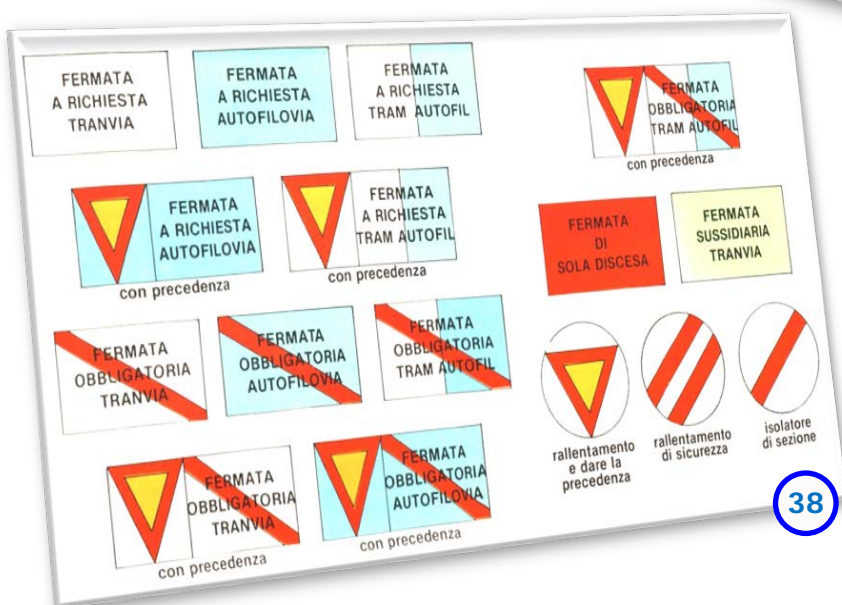 FERMATA
A RICHIESTA
TRANVIA
FERMATA
A RICHIESTA
AUTOFILOVIA
FERMATA
A RICHIESTA
TRAM AUTOFIL
FERMATA
OBBLIGATORIA
TRAM AUTOFIL
con precedenza
FERMATA
A RICHIESTA
AUTOFILOVIA
con precedenza
FERMATA
A RICHIESTA
TRAM AUTOFIL
con precedenza
FERMATA
DI
SOLA DISCESA
FERMATA
SUSSIDIARIA
TRANVIA
FERMATA
OBBLIGATORIA
TRANVIA
FERMATA
OBBLIGATORIA
AUTOFILOVIA
FERMATA
OBBLIGATORIA
TRAM AUTOFIL
rallentamento
e dare la
precedenza
rallentamento
di sicurezza
isolatore
di sezione
FERMATA
OBBLIGATORIA
TRANVIA
con precedenza
FERMATA
OBBLIGATORIA
AUTOFILOVIA
con precedenza
38